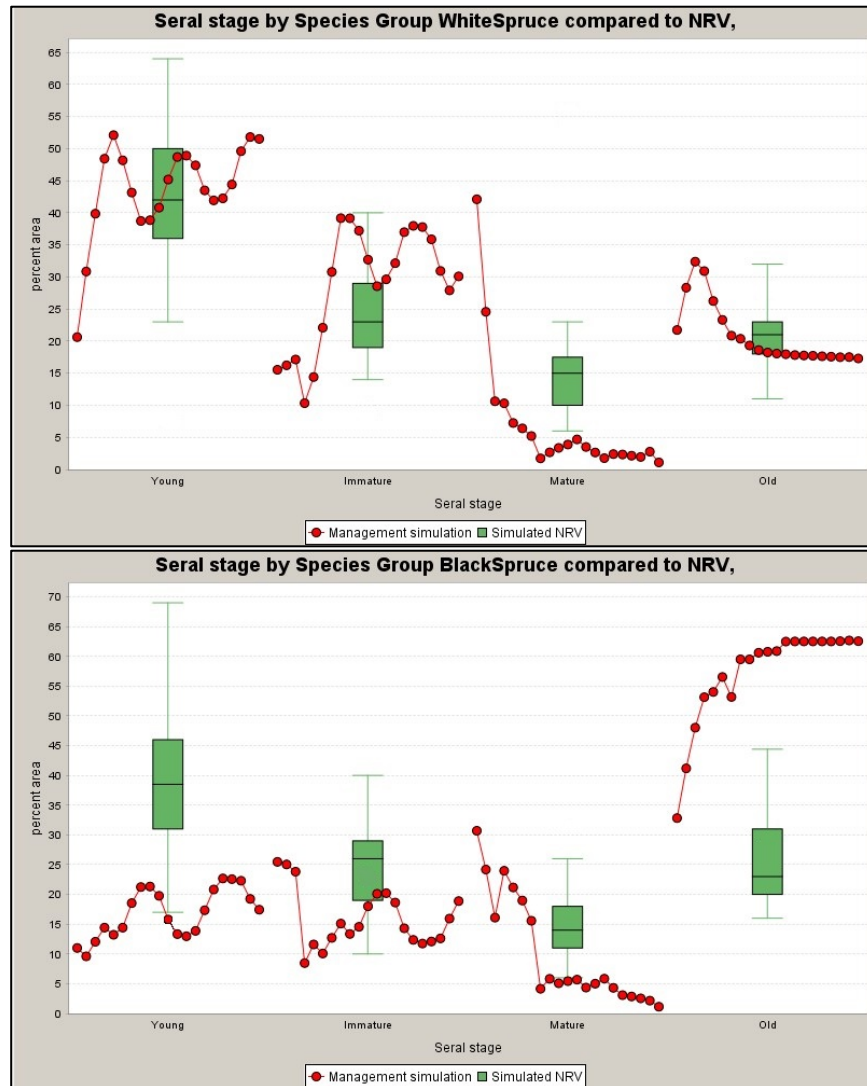 Seral stage by Species Group WhiteSpruce compared to NRV,
65
60
55
50
45
40
35
30
25
20
15
10
5
0
percent area
Young Immature Mature Old
Seral stage
Management simulation Simulated NRV
Seral stage by Species Group BlackSpruce compared to NRV,
70
65
60
55
50
45
40
35
30
25
20
15
10
5
0
percent area
Young Immature Mature Old
Seral stage
Management simulation Simulated NRV